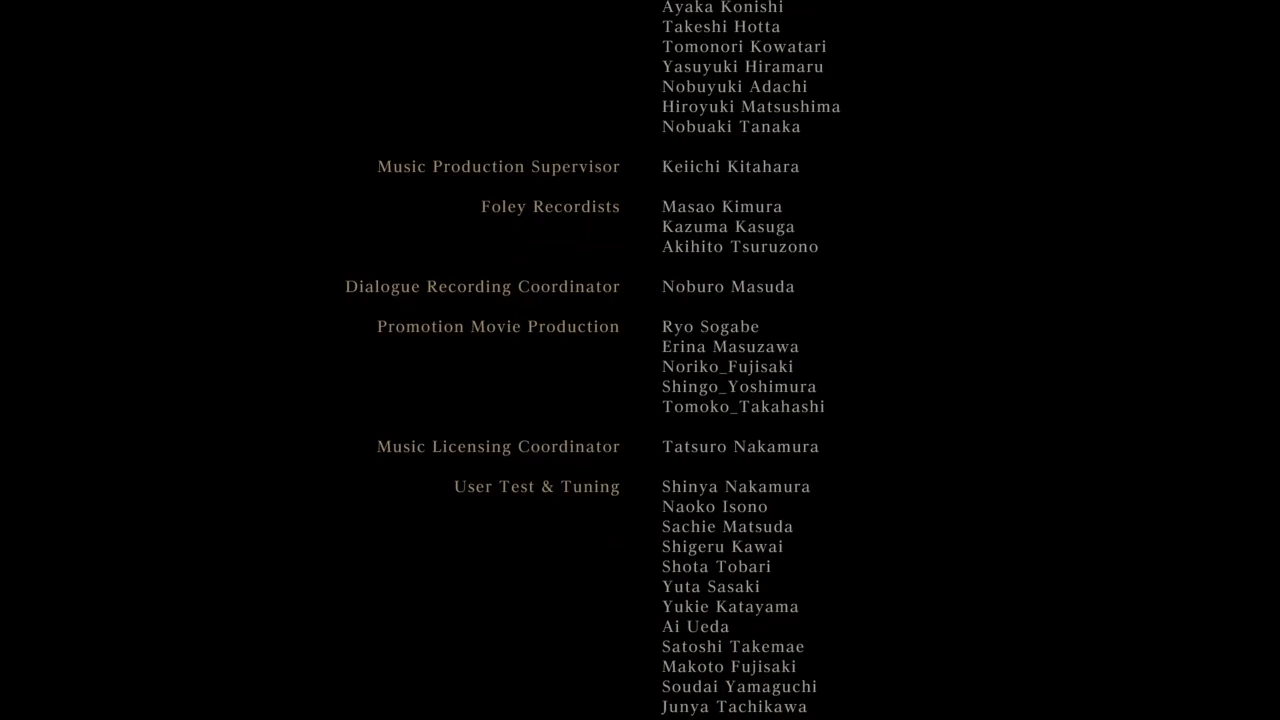 Ayaka Konishi
Takeshi Hotta
Tomonori Kowatari
Yasuyuki Hiramaru
Nobuyuki Adachi
Hiroyuki Matsushima
Nobuaki Tanaka
Music Production Supervisor Keiichi Kitahara
Foley Recordists Masao Kimura
Kazuma Kasuga
Akihito Tsuruzono
Dialogue Recording Coordinator Noburo Masuda
Promotion Movie Production Ryo Sogabe
Erina Masuzawa
Noriko_Fujisaki
Shingo_Yoshimura
Tomoko_Takahashi
Music Licensing Coordinator Tatsuro Nakamura
User Test & Tuning Shinya Nakamura
Naoko Isono
Sachie Matsuda
Shigeru Kawai
Shota Tobari
Yuta Sasaki
Yukie Katayama
Ai Ueda
Satoshi Takemae
Makoto Fujisaki
Soudai Yamaguchi
Junya Tachikawa